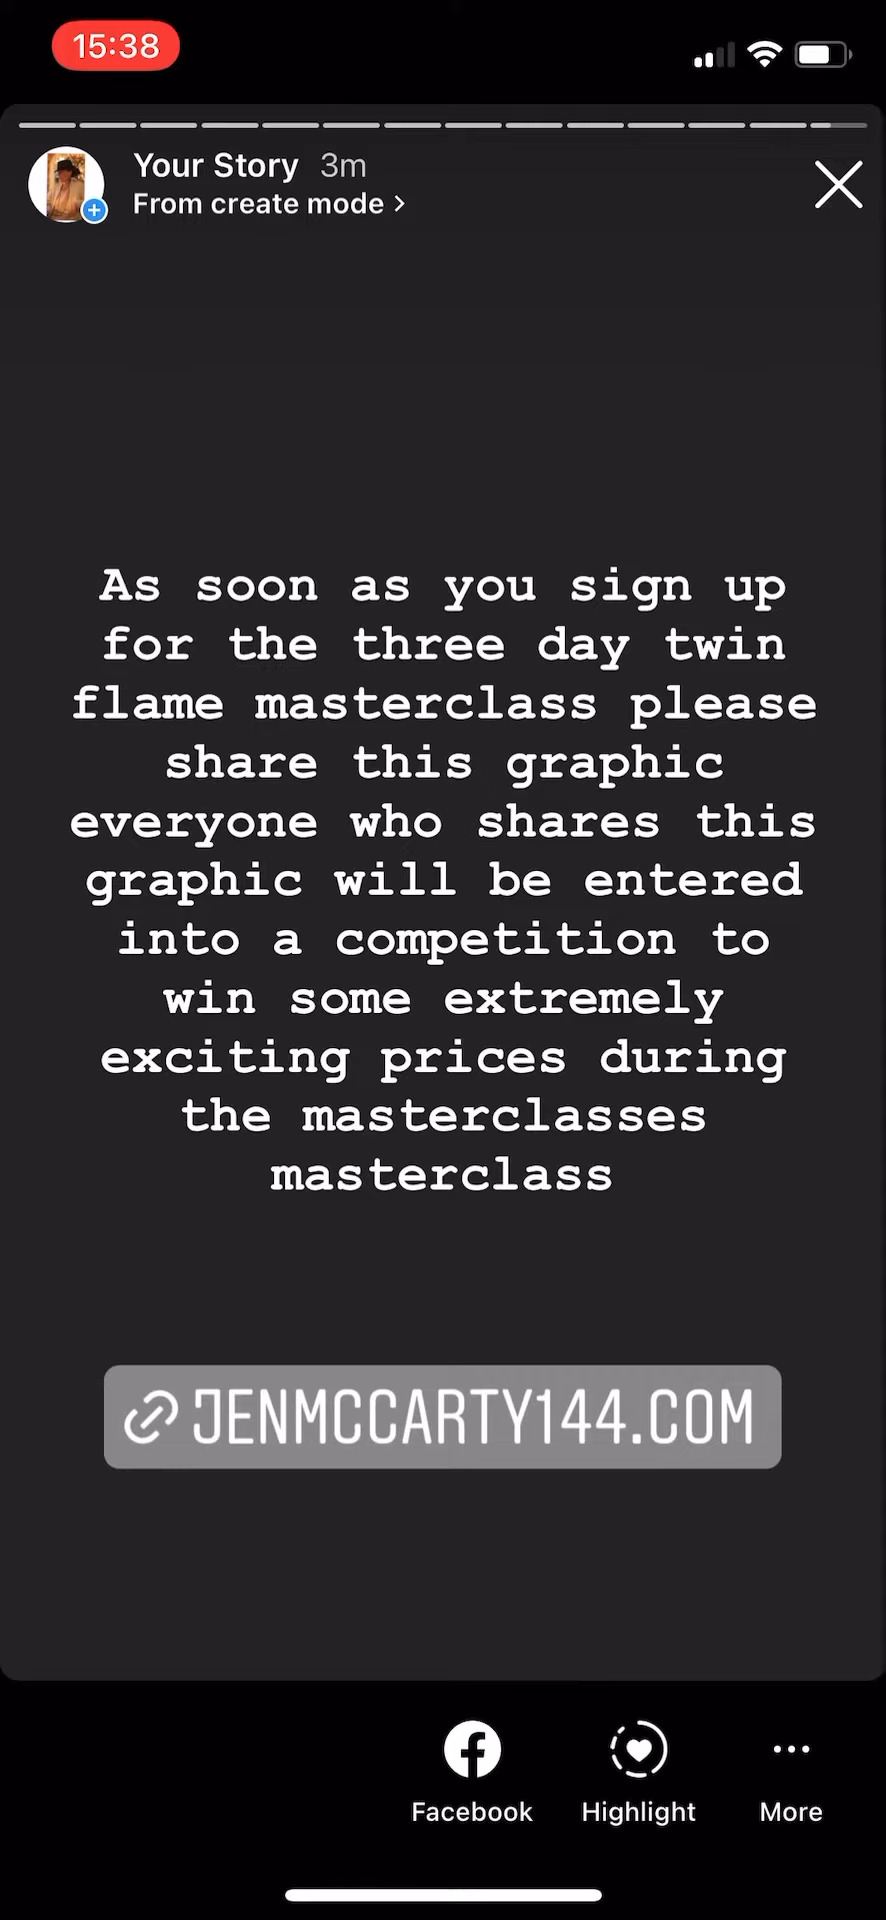 15:38
Your Story 3m
From create mode >
As soon as you sign up
for the three day twin
flame masterclass please
share this graphic
everyone who shares this
graphic will be entered
into a competition to
win some extremely
exciting prices during
the masterclasses
masterclass
JENMCCARTY144.COM
Facebook Highlight More